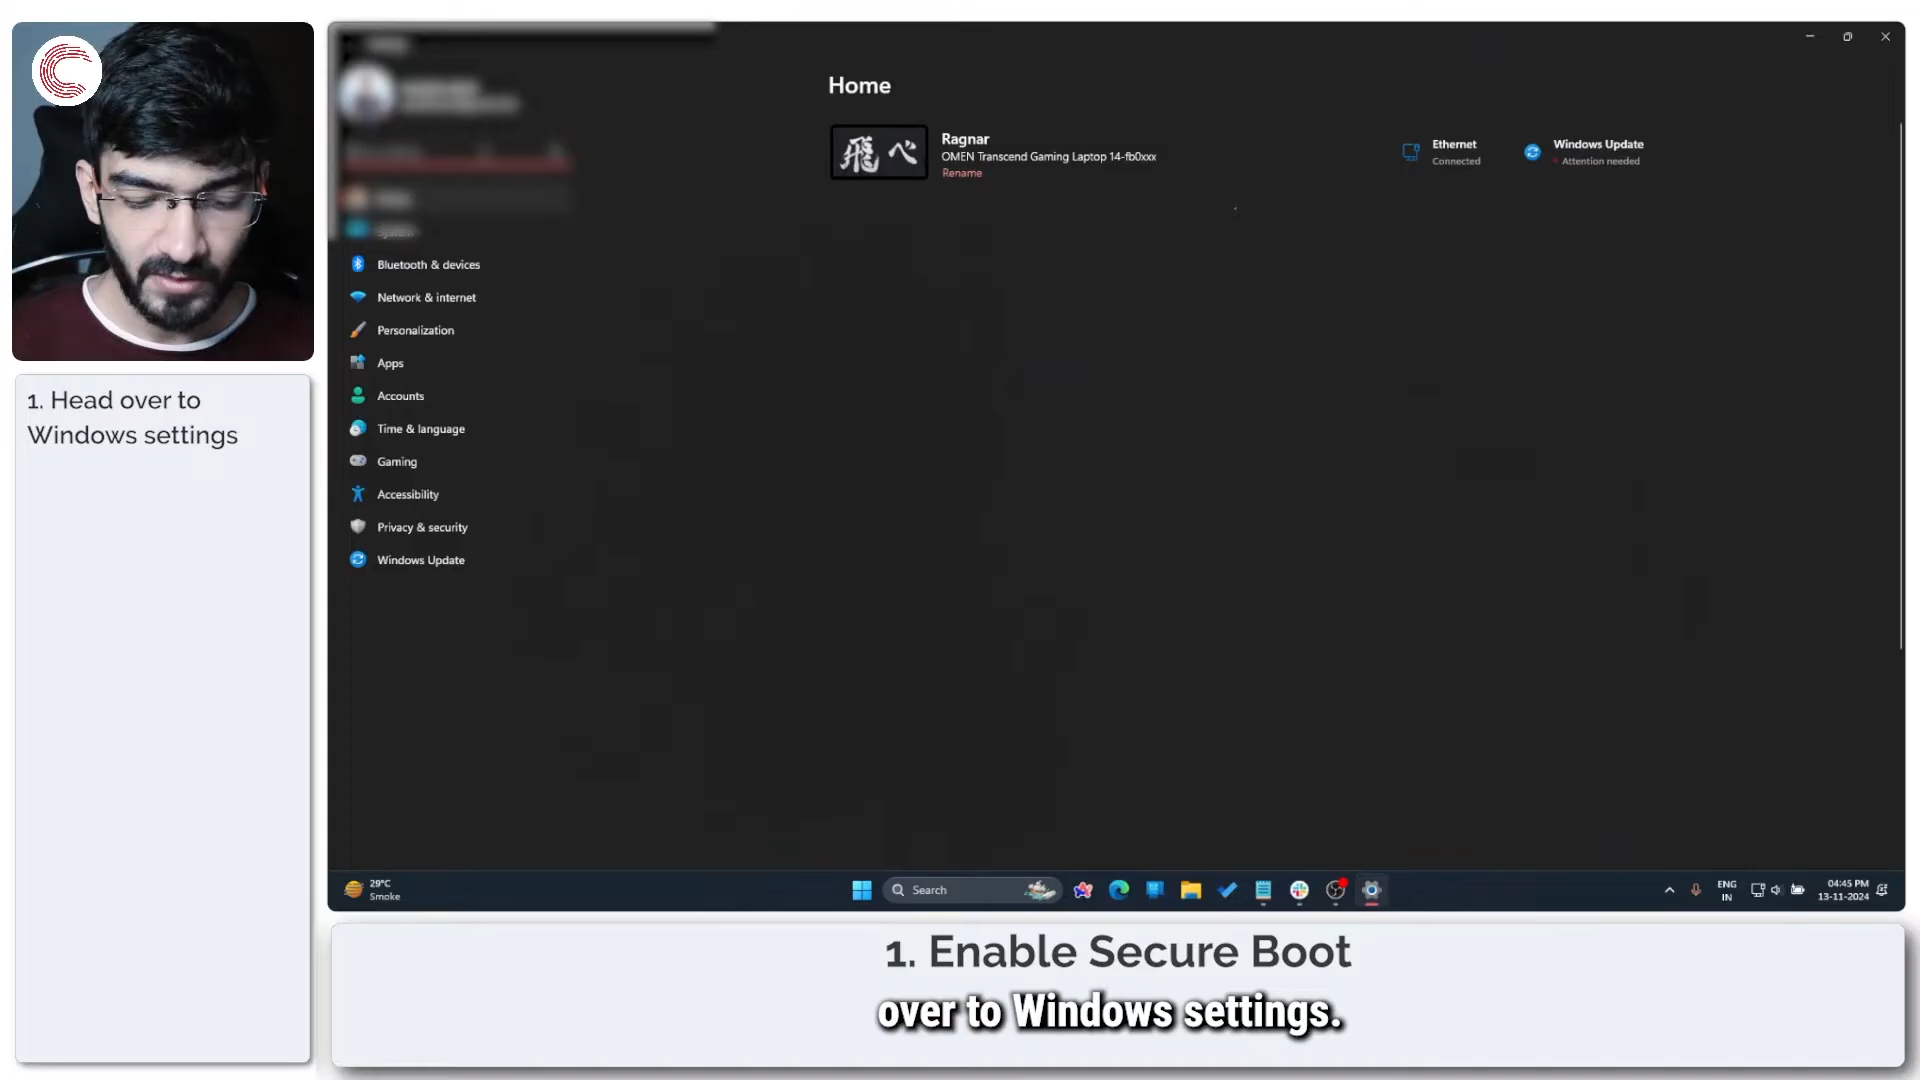 1. Head over to
Windows settings
Home
飛べ
Ragnar
OMEN Transcend Gaming Laptop 14-fb0xxx
Rename
Ethernet
Connected
Windows Update
Attention needed
System
Bluetooth & devices
Network & internet
Personalization
Apps
Accounts
Time & language
Gaming
Accessibility
Privacy & security
Windows Update
29°C
Smoke
Search
ENG
IN
04:45 PM
13-11-2024
1. Enable Secure Boot
over to Windows settings.